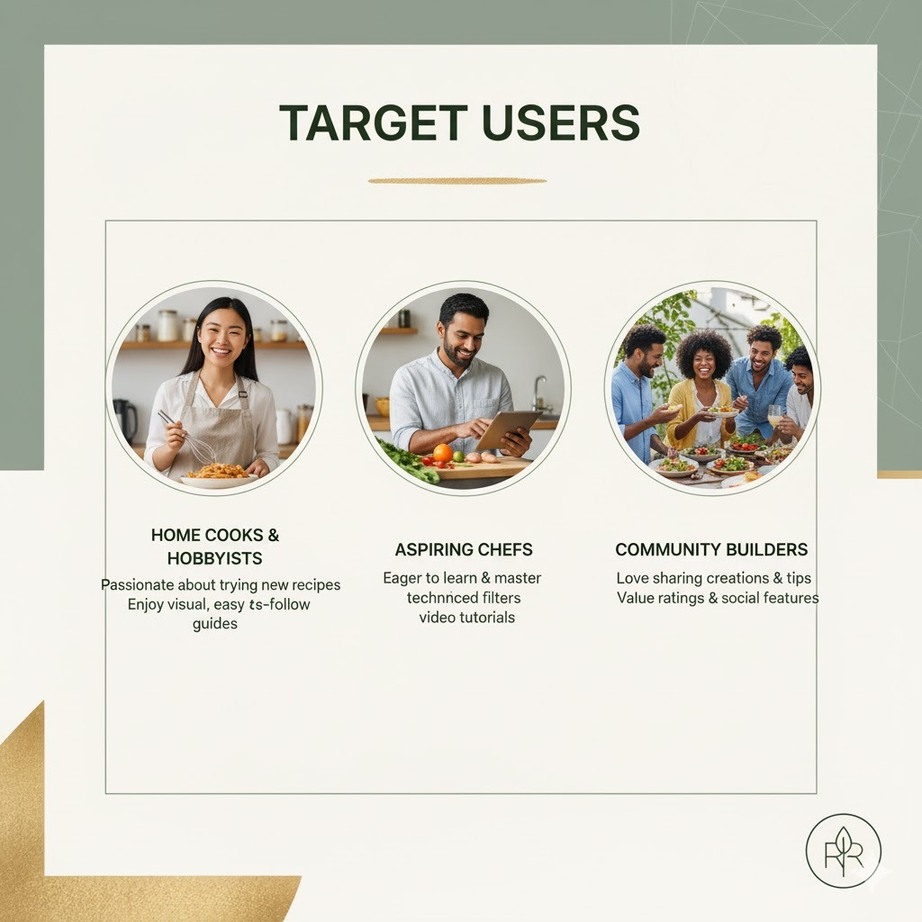 TARGET USERS
HOME COOKS &
HOBBYISTS
Passionate about trying new recipes
Enjoy visual, easy ts-follow
guides
ASPIRING CHEFS
Eager to learn & master
technriced filters
video tutorials
COMMUNITY BUILDERS
Love sharing creations & tips
Value ratings & social features
RR